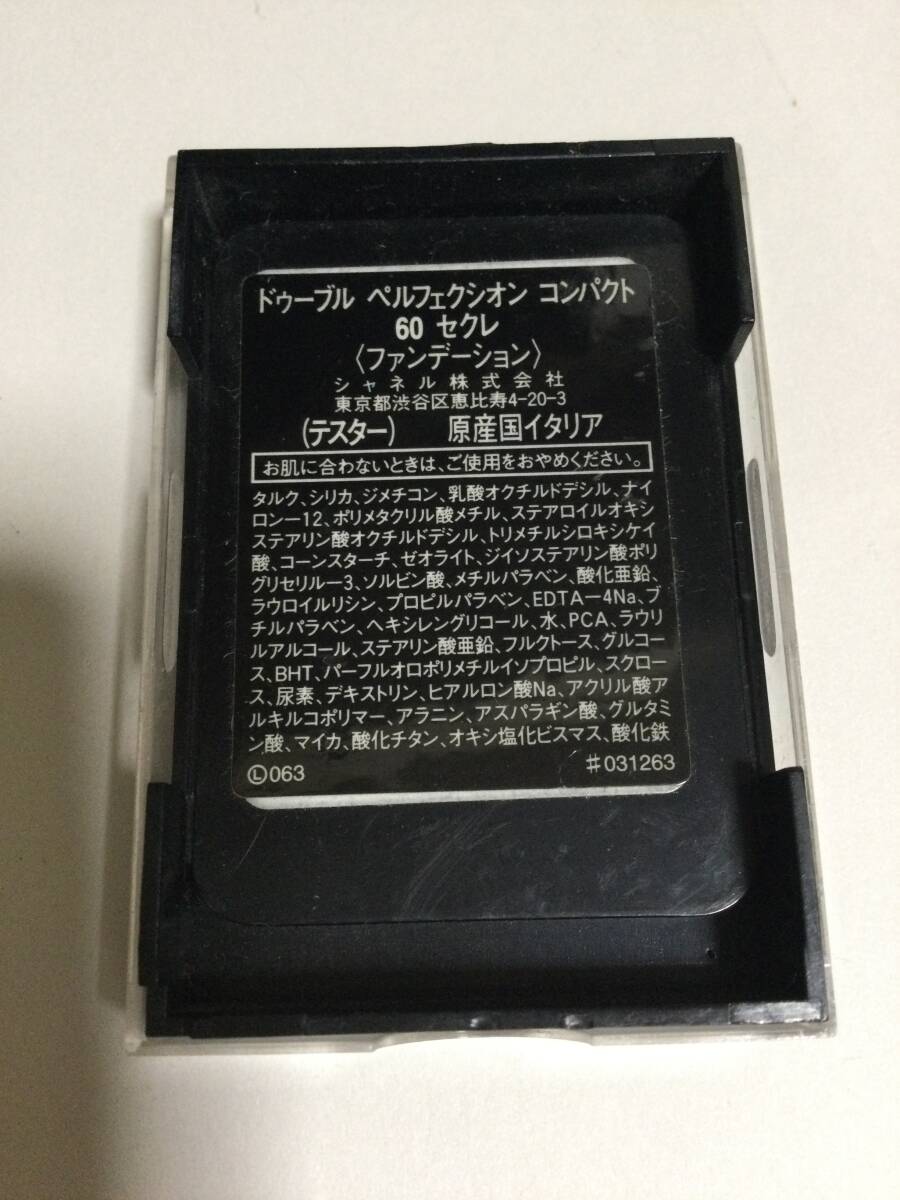 ドゥーブル ペルフェクシオン コンパクト
60 セクレ
〈ファンデーション〉
シャネル株式会社
東京都渋谷区恵比寿4-20-3
(テスター) 原産国イタリア
お肌に合わないときは、ご使用をおやめください。
タルク、シリカ、ジメチコン、乳酸オクチルドデシル、ナイ
ロンー12、ポリメタクリル酸メチル、ステアロイルオキシ
ステアリン酸オクチルドデシル、トリメチルシロキシケイ
酸、コーンスターチ、ゼオライト、ジイソステアリン酸ポリ
グリセリルー3、ソルビン酸、メチルパラベン、酸化亜鉛、
ラウロイルリシン、プロピルパラベン、EDTAー4Na、ブ
チルパラベン、ヘキシレングリコール、水、PCA、ラウリ
ルアルコール、ステアリン酸亜鉛、フルクトース、グルコー
ス、BHT、パーフルオロポリメチルイソプロピル、スクロー
ス、尿素、デキストリン、ヒアルロン酸Na、アクリル酸ア
ルキルコポリマー、アラニン、アスパラギン酸、グルタミ
ン酸、マイカ、酸化チタン、オキシ塩化ビスマス、酸化鉄
Ⓛ063 #031263